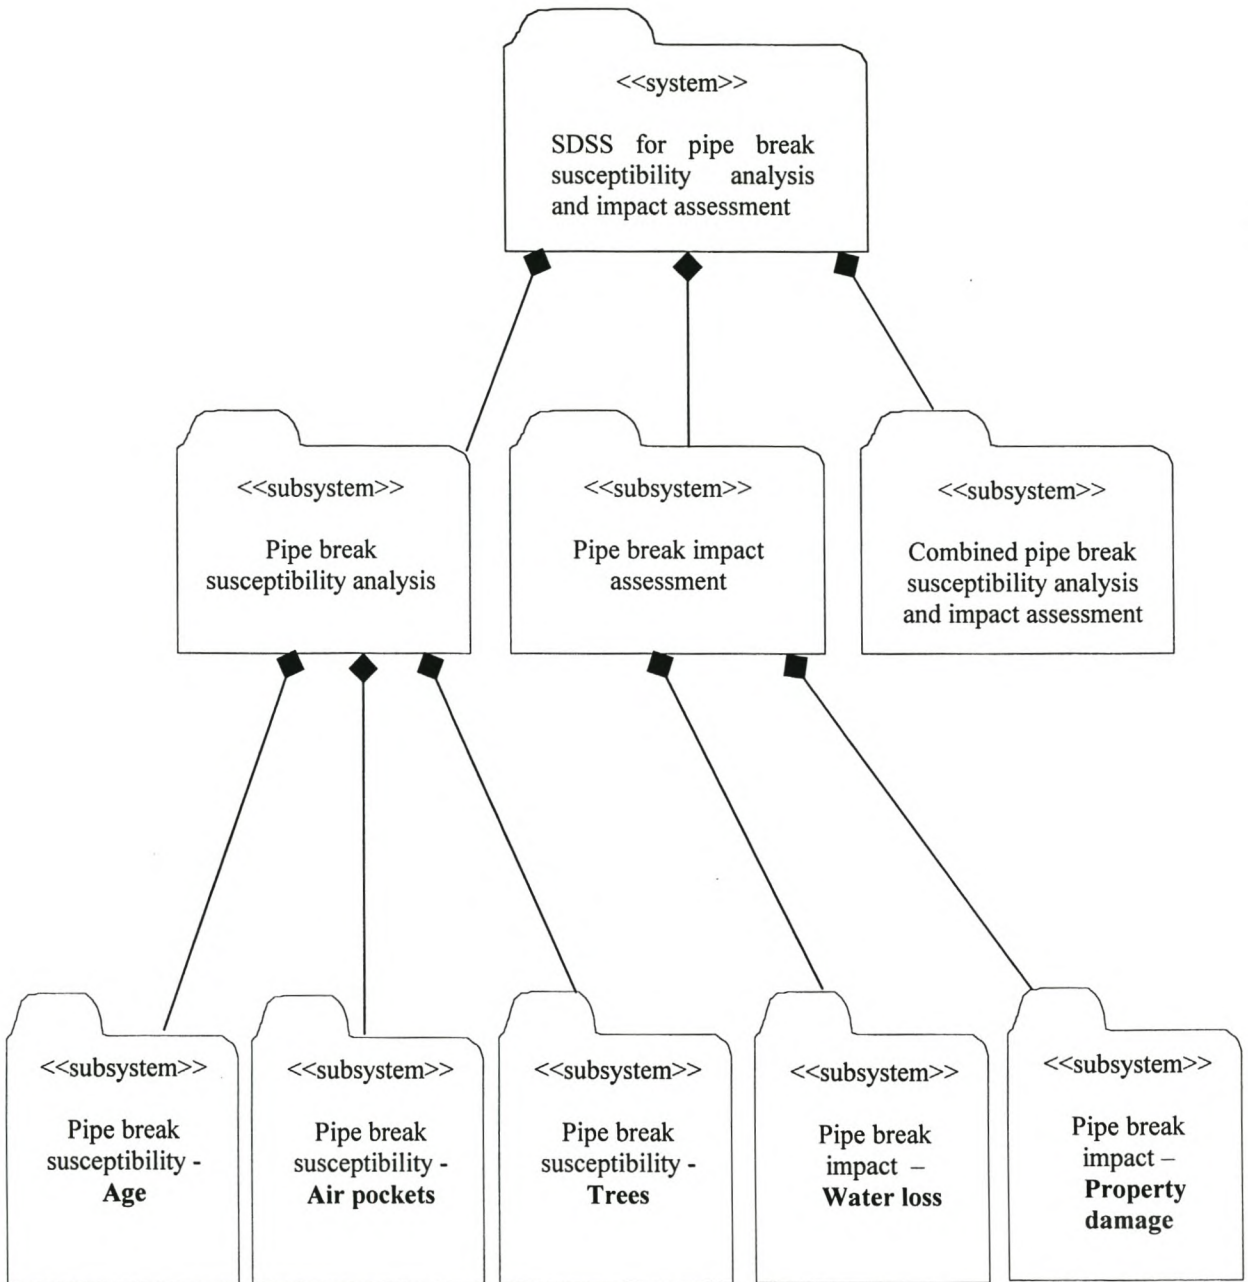 <<system>>
SDSS for pipe break
susceptibility analysis
and impact assessment
<<subsystem>>
Pipe break
susceptibility analysis
<<subsystem>>
Pipe break impact
assessment
<<subsystem>>
Combined pipe break
susceptibility analysis
and impact assessment
<<subsystem>>
Pipe break
susceptibility -
Age
<<subsystem>>
Pipe break
susceptibility -
Air pockets
<<subsystem>>
Pipe break
susceptibility -
Trees
<<subsystem>>
Pipe break
impact –
Water loss
<<subsystem>>
Pipe break
impact –
Property
damage